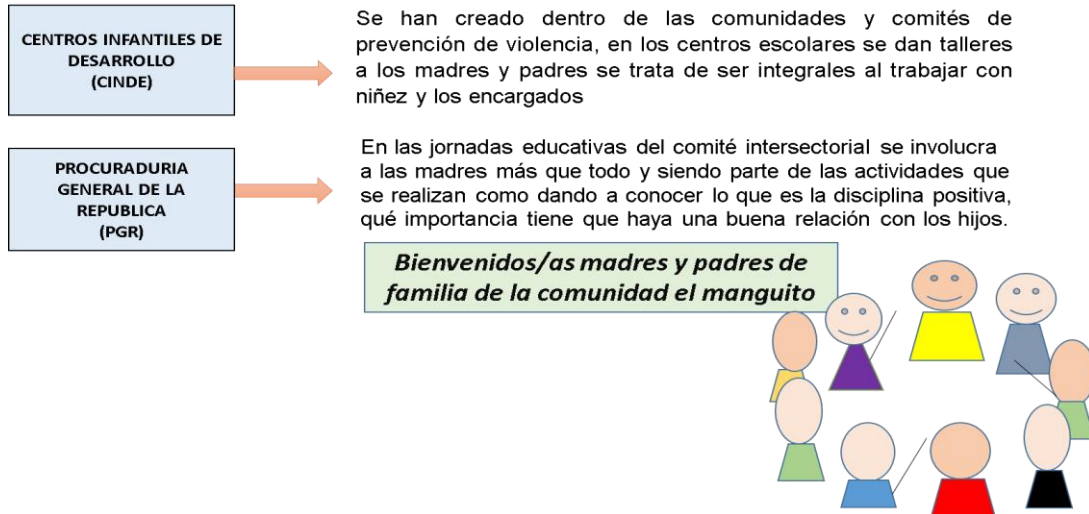 CENTROS INFANTILES DE
DESARROLLO
(CINDE)
Se han creado dentro de las comunidades y comités de
prevención de violencia, en los centros escolares se dan talleres
a los madres y padres se trata de ser integrales al trabajar con
niñez y los encargados
PROCURADURIA
GENERAL DE LA
REPUBLICA
(PGR)
En las jornadas educativas del comité intersectorial se involucra
a las madres más que todo y siendo parte de las actividades que
se realizan como dando a conocer lo que es la disciplina positiva,
qué importancia tiene que haya una buena relación con los hijos.
Bienvenidos/as madres y padres de
familia de la comunidad el manguito